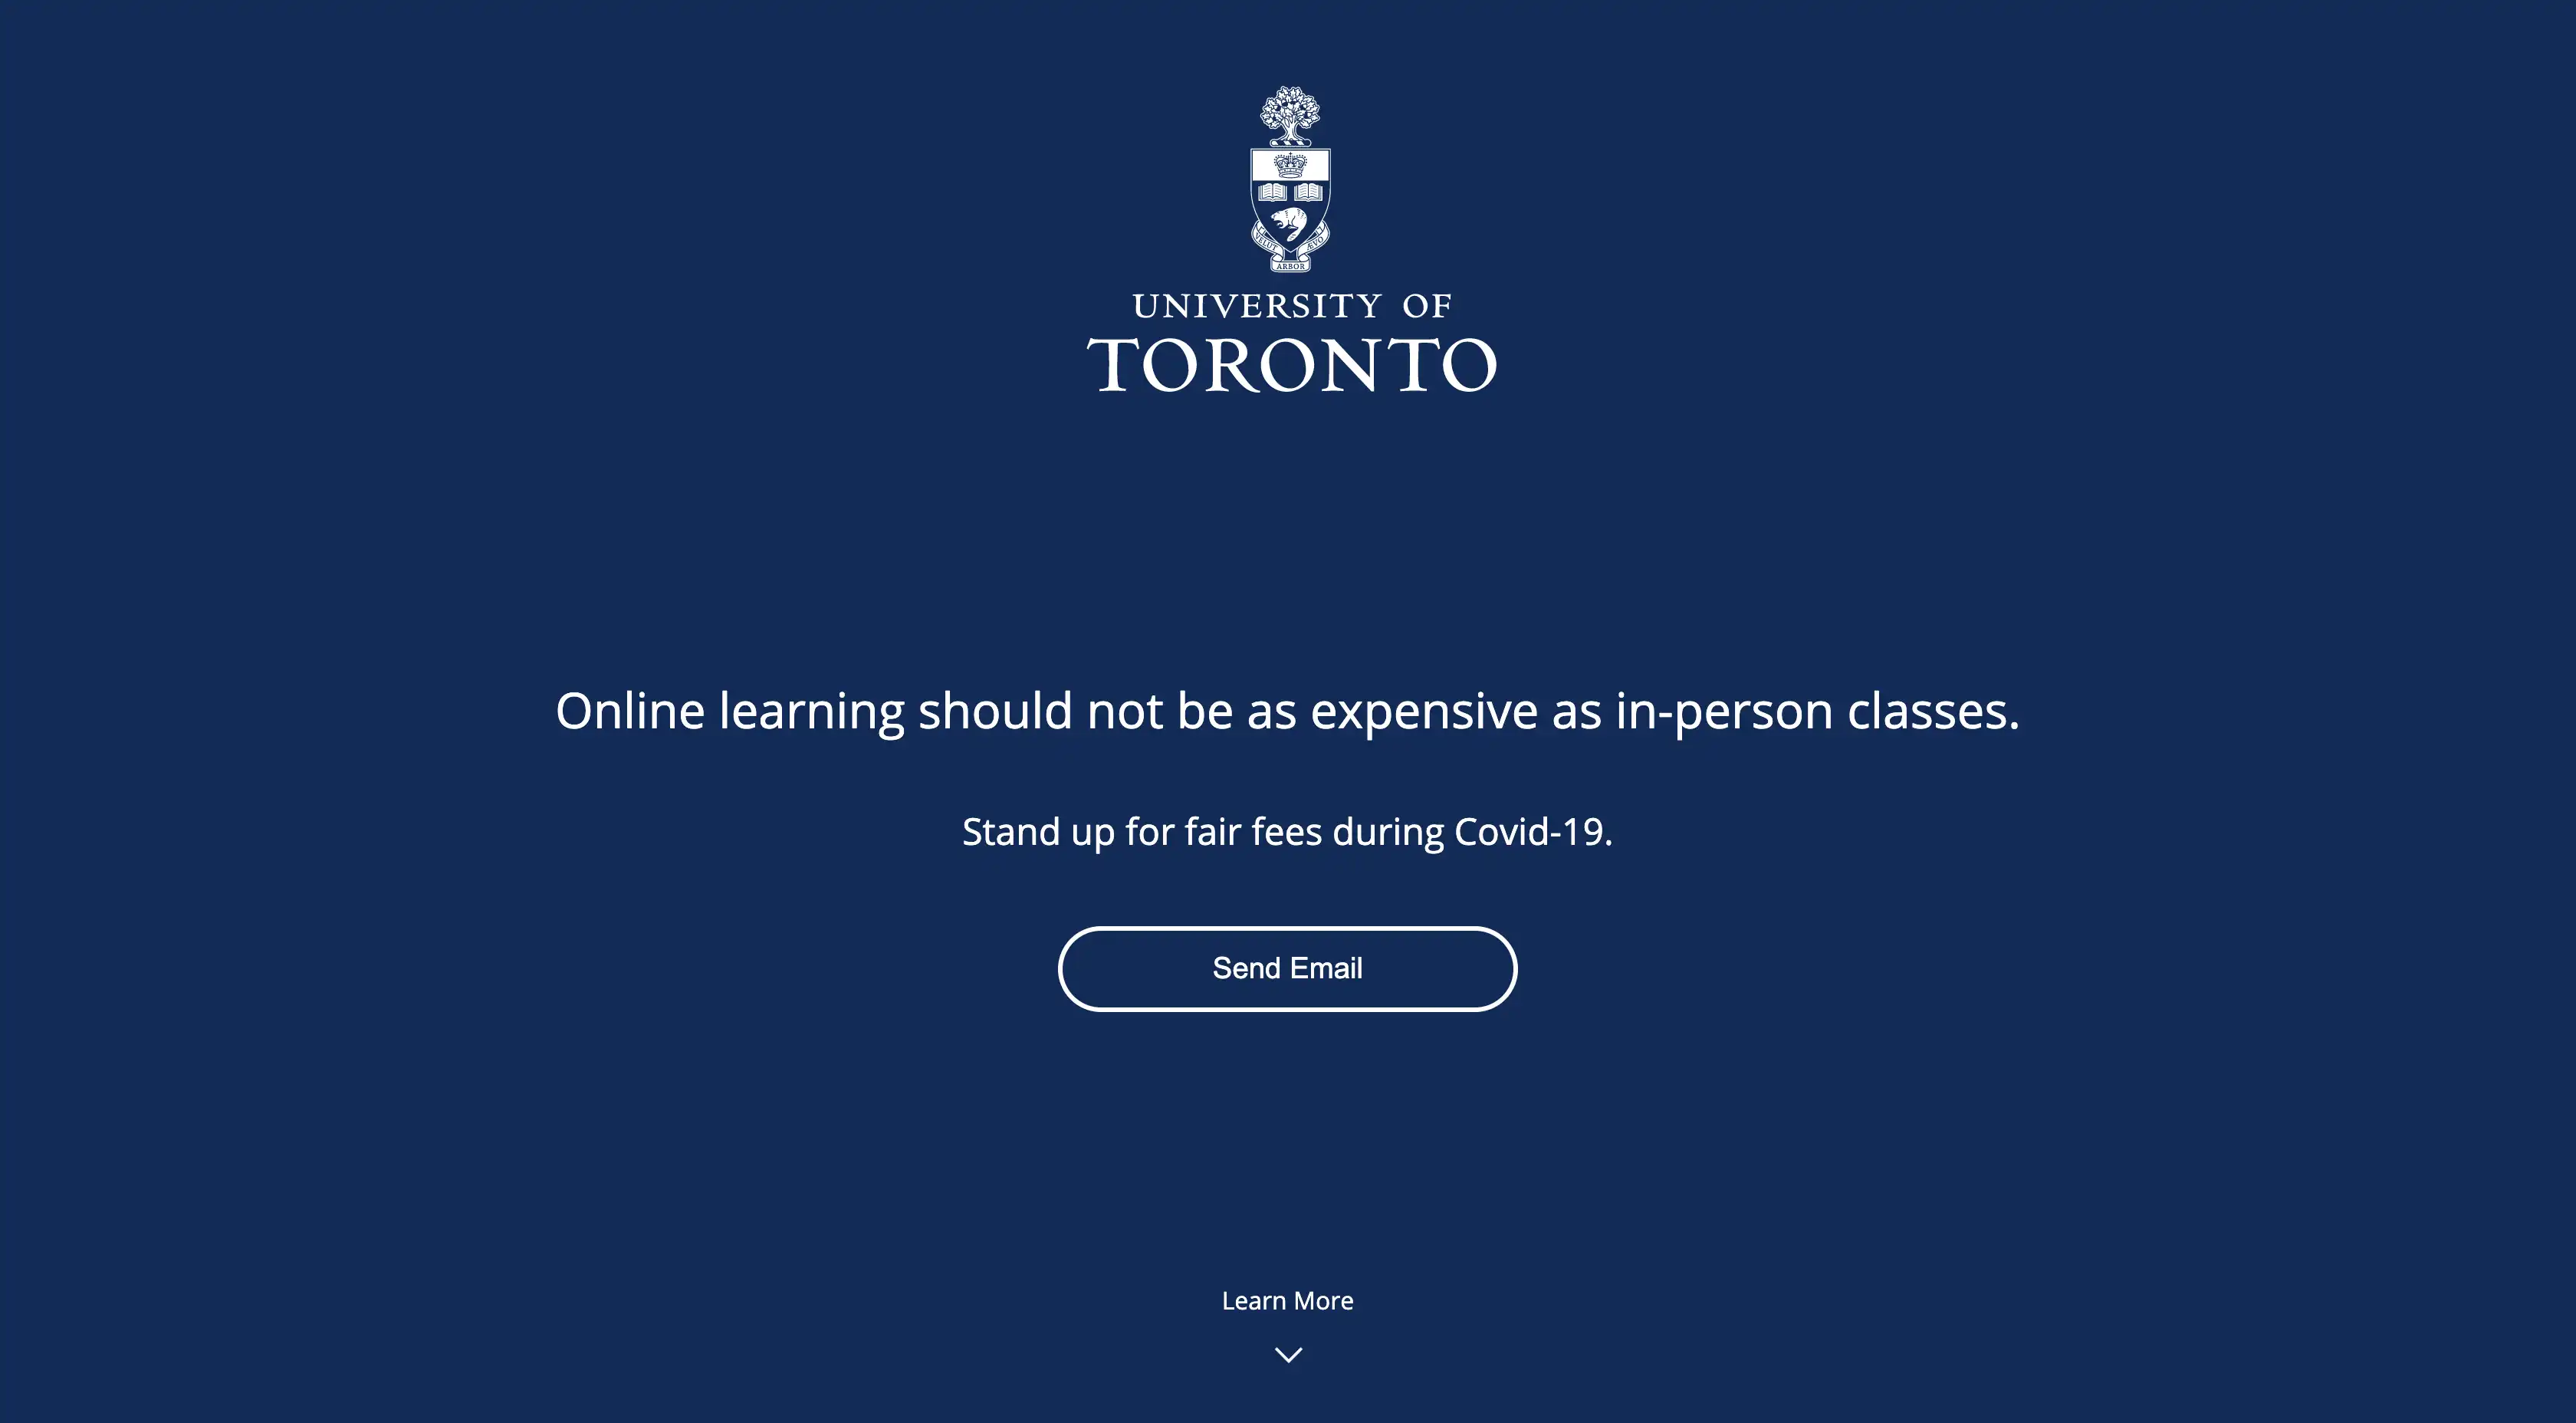 VELUT ARBOR ÆVO
UNIVERSITY OF
TORONTO
Online learning should not be as expensive as in-person classes.
Stand up for fair fees during Covid-19.
Send Email
Learn More